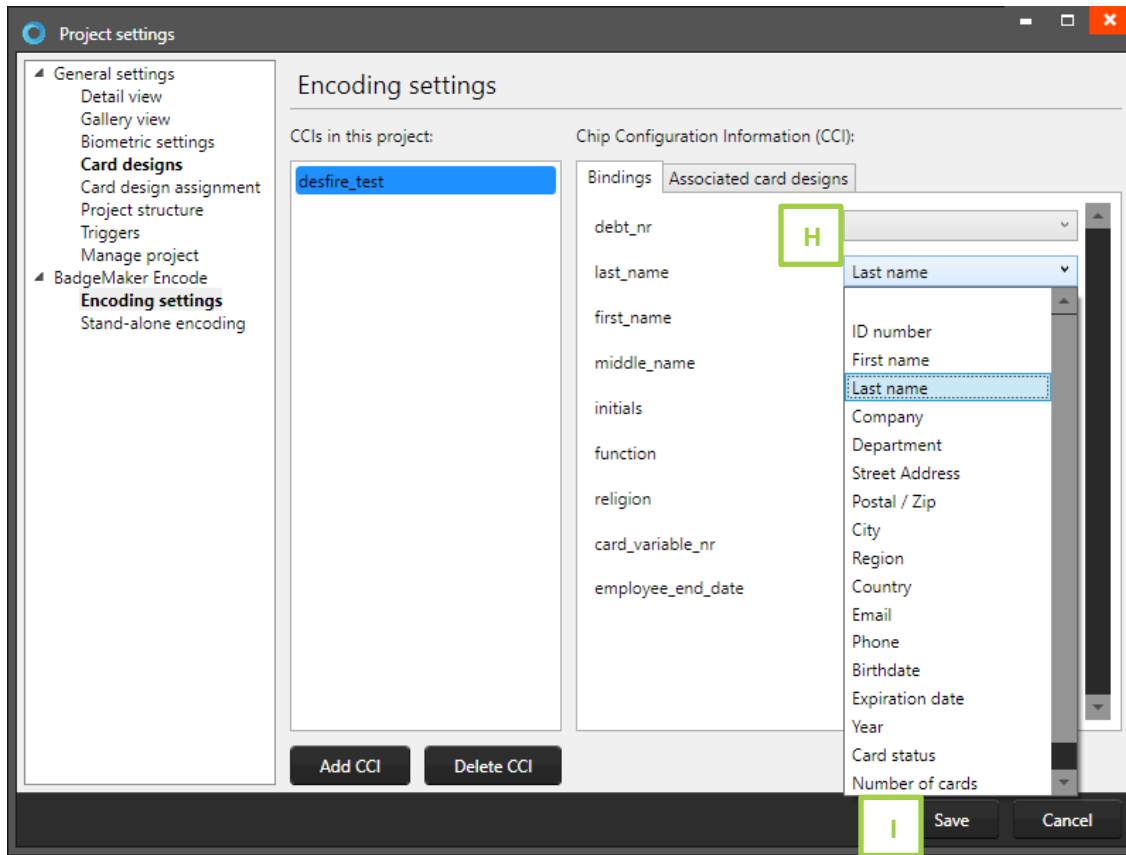 Project settings
General settings
Detail view
Gallery view
Biometric settings
Card designs
Card design assignment
Project structure
Triggers
Manage project
BadgeMaker Encode
Encoding settings
Stand-alone encoding
Encoding settings
CCIs in this project:
desfire_test
Add CCI
Delete CCI
Chip Configuration Information (CCI):
Bindings
Associated card designs
debt_nr
H
last_name
Last name
first_name
middle_name
initials
function
religion
card_variable_nr
employee_end_date
ID number
First name
Last name
Company
Department
Street Address
Postal / Zip
City
Region
Country
Email
Phone
Birthdate
Expiration date
Year
Card status
Number of cards
I
Save
Cancel